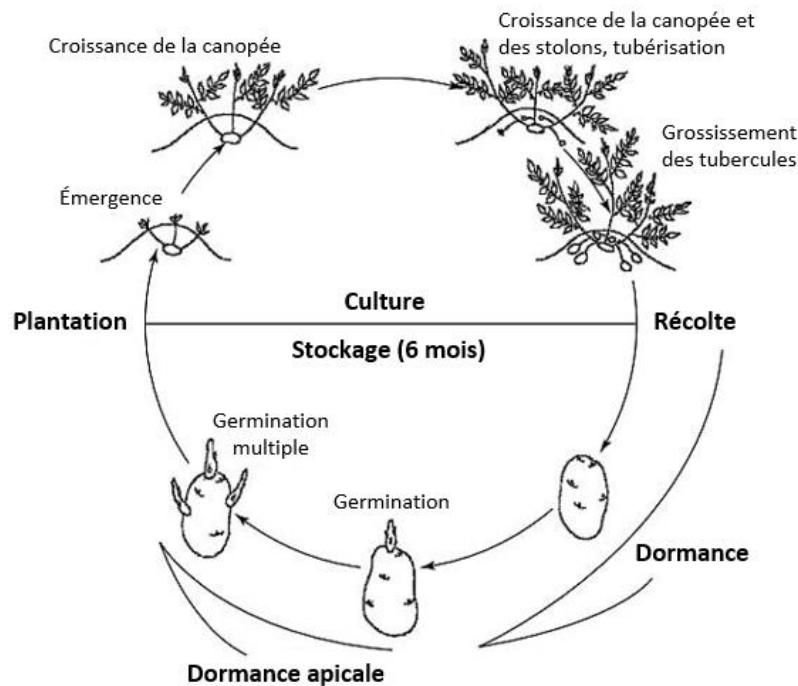 Croissance de la canopée
Croissance de la canopée et
des stolons, tubérisation
Grossissement
des tubercules
Émergence
Culture
Plantation
Récolte
Stockage (6 mois)
Germination
multiple
Germination
Dormance
Dormance apicale